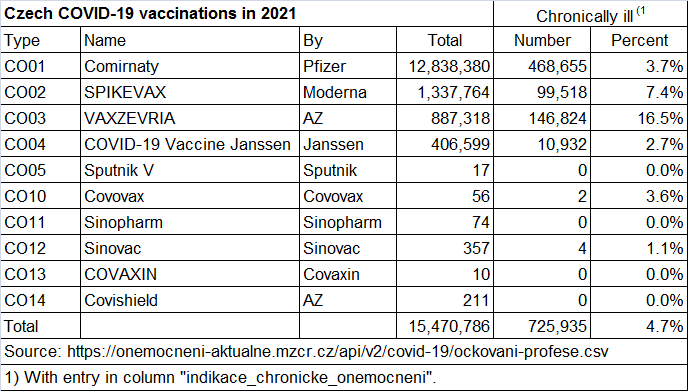 Czech COVID-19 vaccinations in 2021 Chronically ill (1
Type Name By Total Number Percent
CO01 Comirnaty Pfizer 12,838,380 468,655 3.7%
CO02 SPIKEVAX Moderna 1,337,764 99,518 7.4%
CO03 VAXZEVRIA AZ 887,318 146,824 16.5%
CO04 COVID-19 Vaccine Janssen Janssen 406,599 10,932 2.7%
CO05 Sputnik V Sputnik 17 0 0.0%
CO10 Covovax Covovax 56 2 3.6%
CO11 Sinopharm Sinopharm 74 0 0.0%
CO12 Sinovac Sinovac 357 4 1.1%
CO13 COVAXIN Covaxin 10 0 0.0%
CO14 Covishield AZ 211 0 0.0%
Total 15,470,786 725,935 4.7%
Source: https://onemocneni-aktualne.mzcr.cz/api/v2/covid-19/ockovani-profese.csv
1) With entry in column "indikace_chronicke_onemocneni".